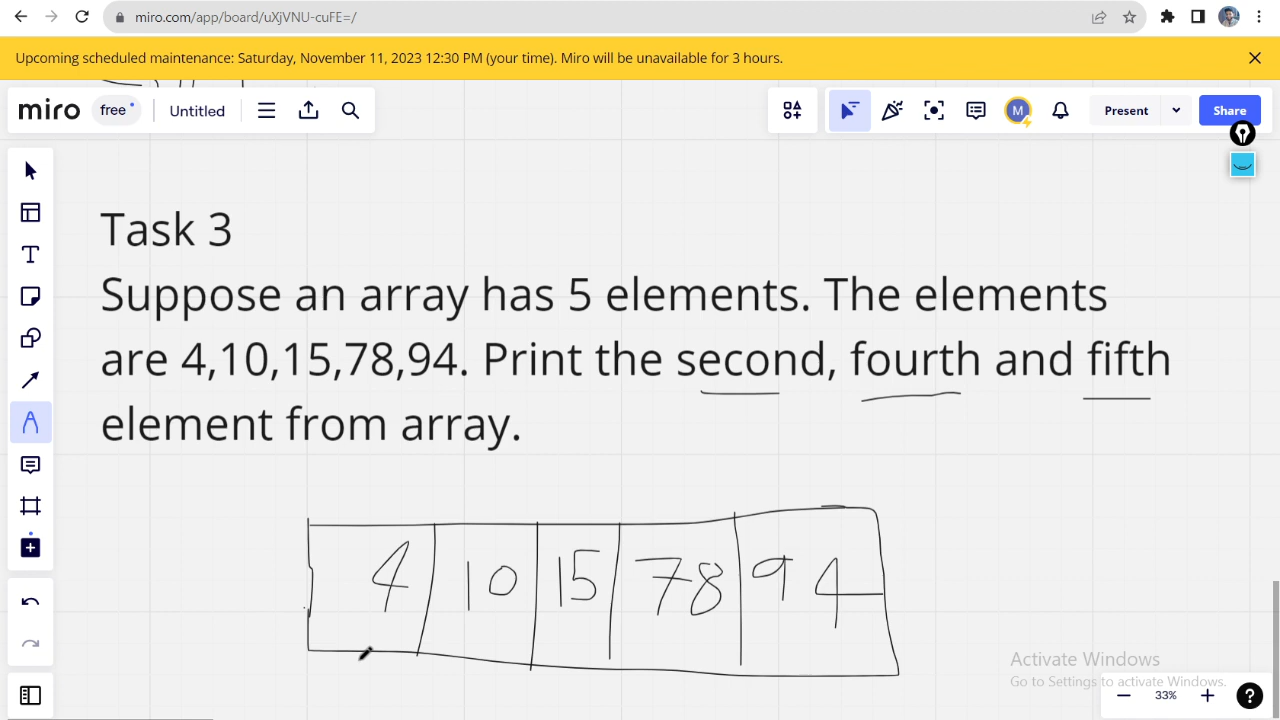 miro.com/app/board/uXjVNU-cuFE=/
Upcoming scheduled maintenance: Saturday, November 11, 2023 12:30 PM (your time). Miro will be unavailable for 3 hours.
miro free Untitled M Present Share
Task 3
Suppose an array has 5 elements. The elements
are 4,10,15,78,94. Print the second, fourth and fifth
element from array.
4 10 15 78 94
Activate Windows
Go to Settings to activate Windows.
33%